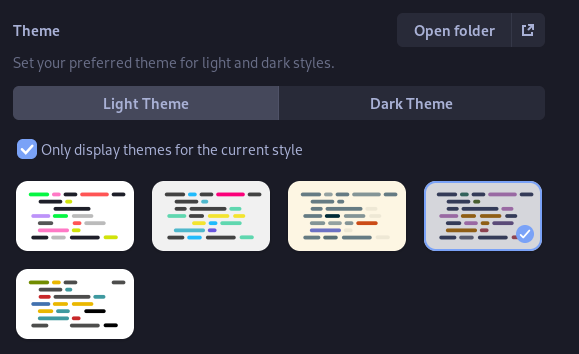 Theme
Open folder
Set your preferred theme for light and dark styles.
Light Theme
Dark Theme
Only display themes for the current style